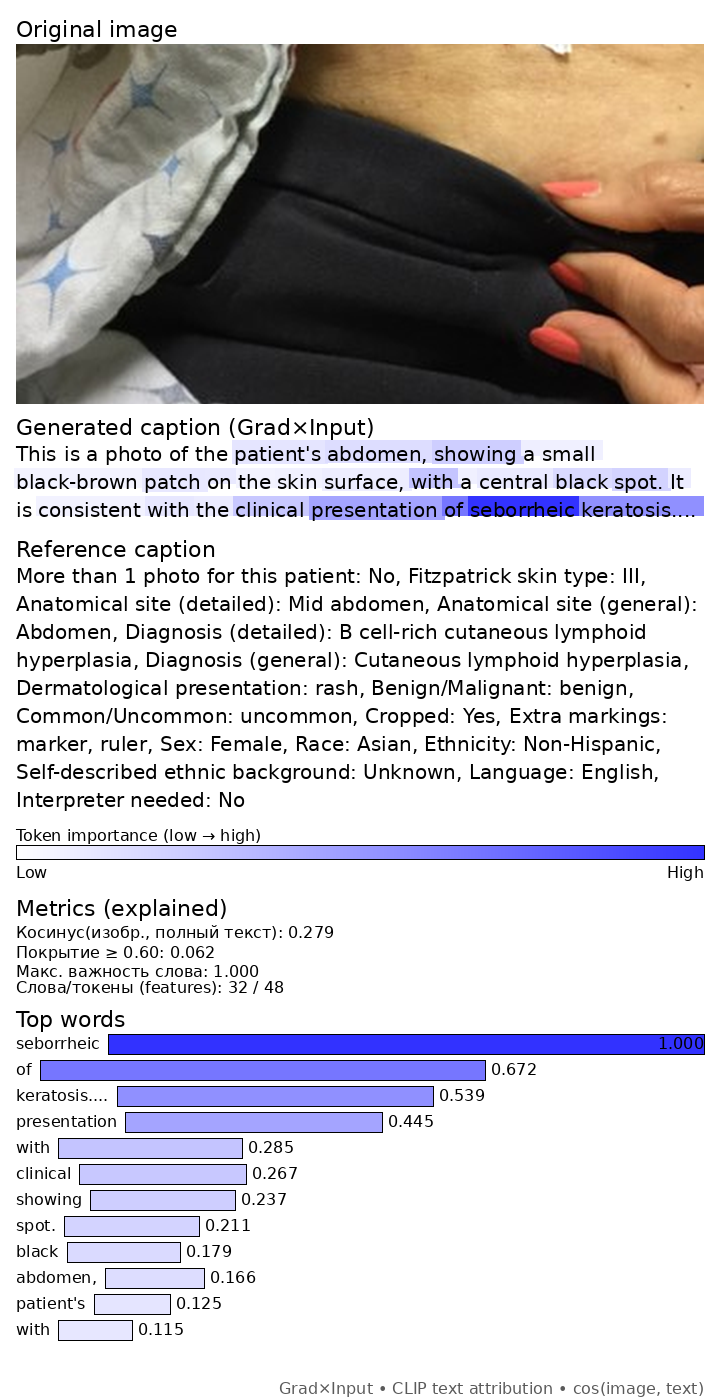 Original image
Generated caption (Grad×Input)
This is a photo of the patient's abdomen, showing a small
black-brown patch on the skin surface, with a central black spot. It
is consistent with the clinical presentation of seborrheic keratosis....
Reference caption
More than 1 photo for this patient: No, Fitzpatrick skin type: III,
Anatomical site (detailed): Mid abdomen, Anatomical site (general):
Abdomen, Diagnosis (detailed): B cell-rich cutaneous lymphoid
hyperplasia, Diagnosis (general): Cutaneous lymphoid hyperplasia,
Dermatological presentation: rash, Benign/Malignant: benign,
Common/Uncommon: uncommon, Cropped: Yes, Extra markings:
marker, ruler, Sex: Female, Race: Asian, Ethnicity: Non-Hispanic,
Self-described ethnic background: Unknown, Language: English,
Interpreter needed: No
Token importance (low → high)
Low High
Metrics (explained)
Косинус(изобр., полный текст): 0.279
Покрытие ≥ 0.60: 0.062
Макс. важность слова: 1.000
Слова/токены (features): 32 / 48
Top words
seborrheic 1.000
of 0.672
keratosis.... 0.539
presentation 0.445
with 0.285
clinical 0.267
showing 0.237
spot. 0.211
black 0.179
abdomen, 0.166
patient's 0.125
with 0.115
Grad×Input • CLIP text attribution • cos(image, text)